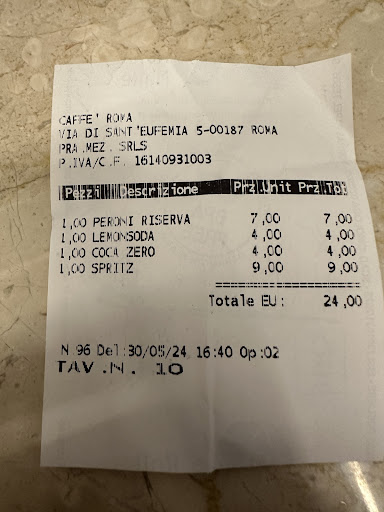 CAFFE' ROMA
VIA DI SANT'EUFEMIA 5-00187 ROMA
PRA.MEZ. SRLS
P.IVA/C.F. 16140931003
Pezzi Descrizione Prz.Unit Prz.Tot
1,00 PERONI RISERVA 7,00 7,00
1,00 LEMONSODA 4,00 4,00
1,00 COCA ZERO 4,00 4,00
1,00 SPRITZ 9,00 9,00
Totale EU: 24,00
N 96 Del:30/05/24 16:40 Op:02
TAV.N. 10